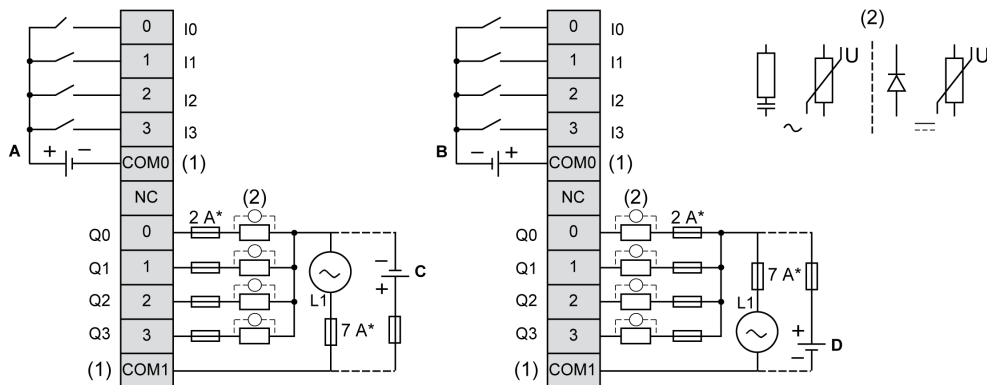 0 I0
1 I1
2 I2
3 I3
A + −
COM0 (1)
NC
(2)
2 A*
Q0 0
Q1 1
Q2 2
Q3 3
L1
7 A*
− C
+
(1) COM1
0 I0
1 I1
2 I2
3 I3
B − +
COM0 (1)
NC
(2)
2 A*
Q0 0
Q1 1
Q2 2
Q3 3
7 A*
L1
+
− D
(1) COM1
(2)
U U